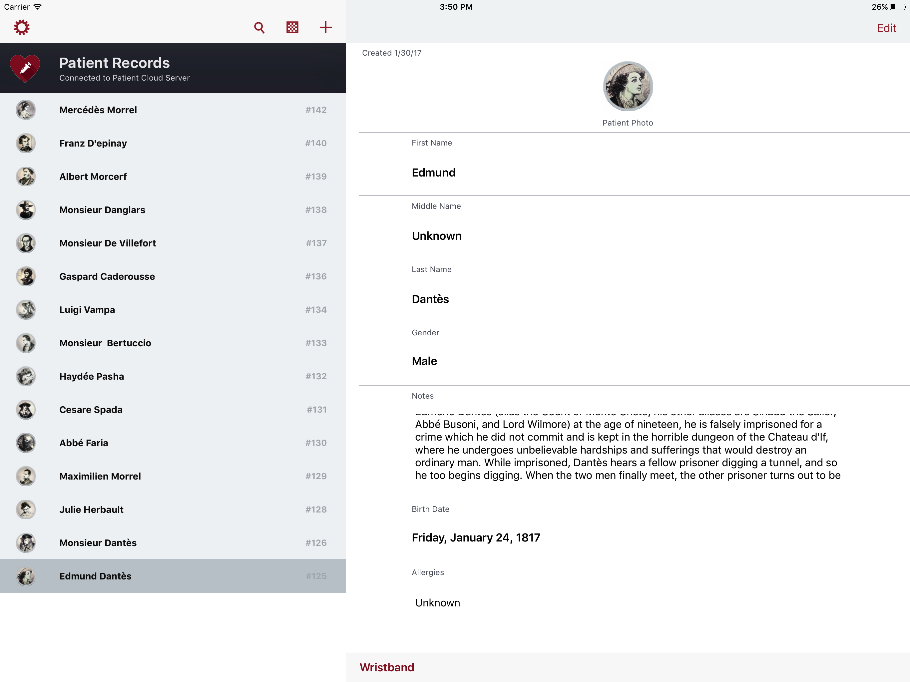 Carrier
3:50 PM
26%
Edit
Patient Records
Connected to Patient Cloud Server
Mercédès Morrel #142
Franz D'epinay #140
Albert Morcerf #139
Monsieur Danglars #138
Monsieur De Villefort #137
Gaspard Caderousse #136
Luigi Vampa #134
Monsieur  Bertuccio #133
Haydée Pasha #132
Cesare Spada #131
Abbé Faria #130
Maximilien Morrel #129
Julie Herbault #128
Monsieur Dantès #126
Edmund Dantès #125
Created 1/30/17
Patient Photo
First Name
Edmund
Middle Name
Unknown
Last Name
Dantès
Gender
Male
Notes
Abbé Busoni, and Lord Wilmore) at the age of nineteen, he is falsely imprisoned for a
crime which he did not commit and is kept in the horrible dungeon of the Chateau d'If,
where he undergoes unbelievable hardships and sufferings that would destroy an
ordinary man. While imprisoned, Dantès hears a fellow prisoner digging a tunnel, and so
he too begins digging. When the two men finally meet, the other prisoner turns out to be
Birth Date
Friday, January 24, 1817
Allergies
Unknown
Wristband